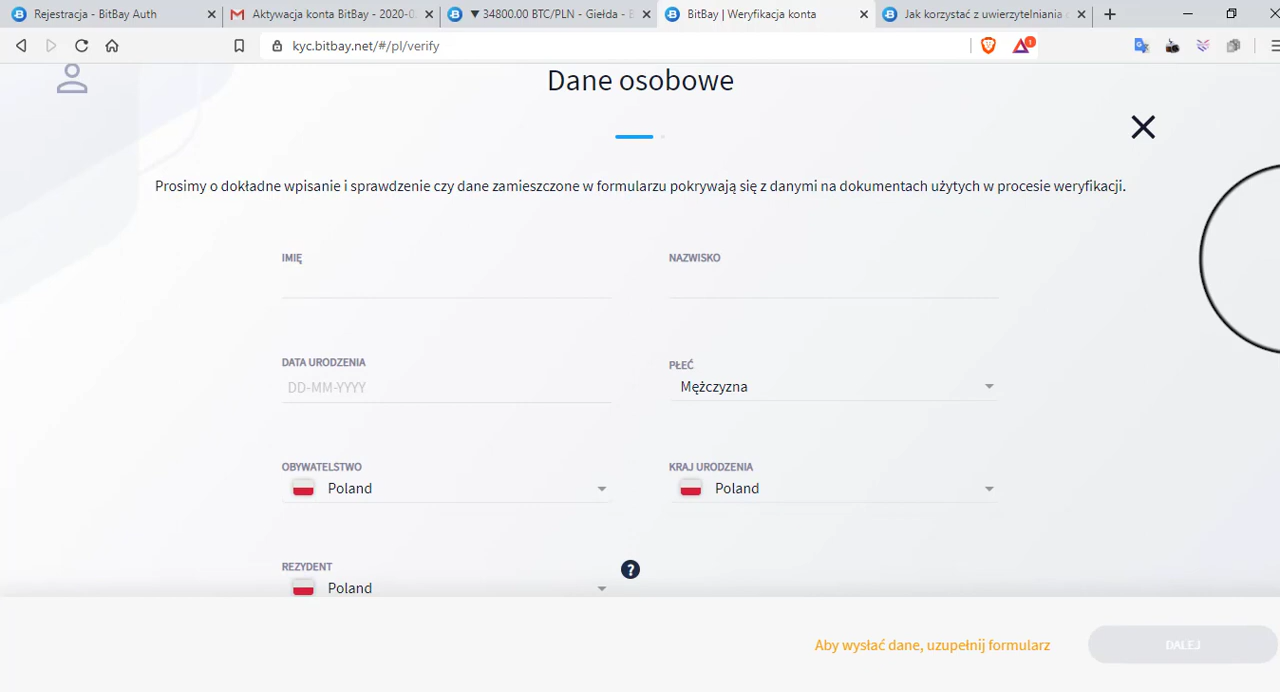 Rejestracja - BitBay Auth
Aktywacja konta BitBay - 2020-0
▼ 34800.00 BTC/PLN - Giełda - B
BitBay | Weryfikacja konta
Jak korzystać z uwierzytelniania
kyc.bitbay.net/#/pl/verify
1
Dane osobowe
Prosimy o dokładne wpisanie i sprawdzenie czy dane zamieszczone w formularzu pokrywają się z danymi na dokumentach użytych w procesie weryfikacji.
IMIĘ
NAZWISKO
DATA URODZENIA
DD-MM-YYYY
PŁEĆ
Mężczyzna
OBYWATELSTWO
Poland
KRAJ URODZENIA
Poland
REZYDENT
Poland
?
Aby wysłać dane, uzupełnij formularz
DALEJ